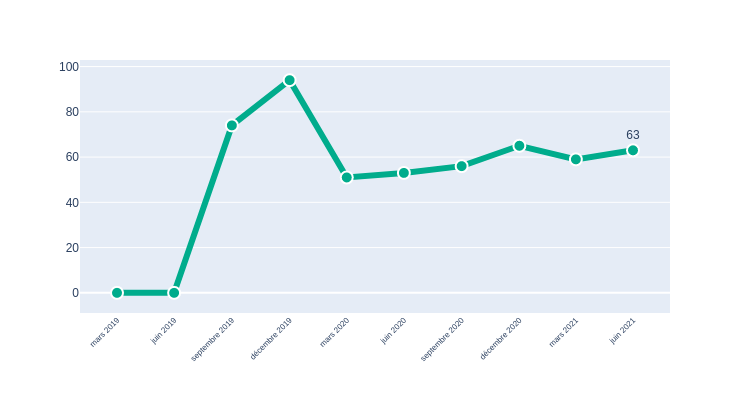 100
80
60
40
20
0
63
mars 2019
juin 2019
septembre 2019
décembre 2019
mars 2020
juin 2020
septembre 2020
décembre 2020
mars 2021
juin 2021